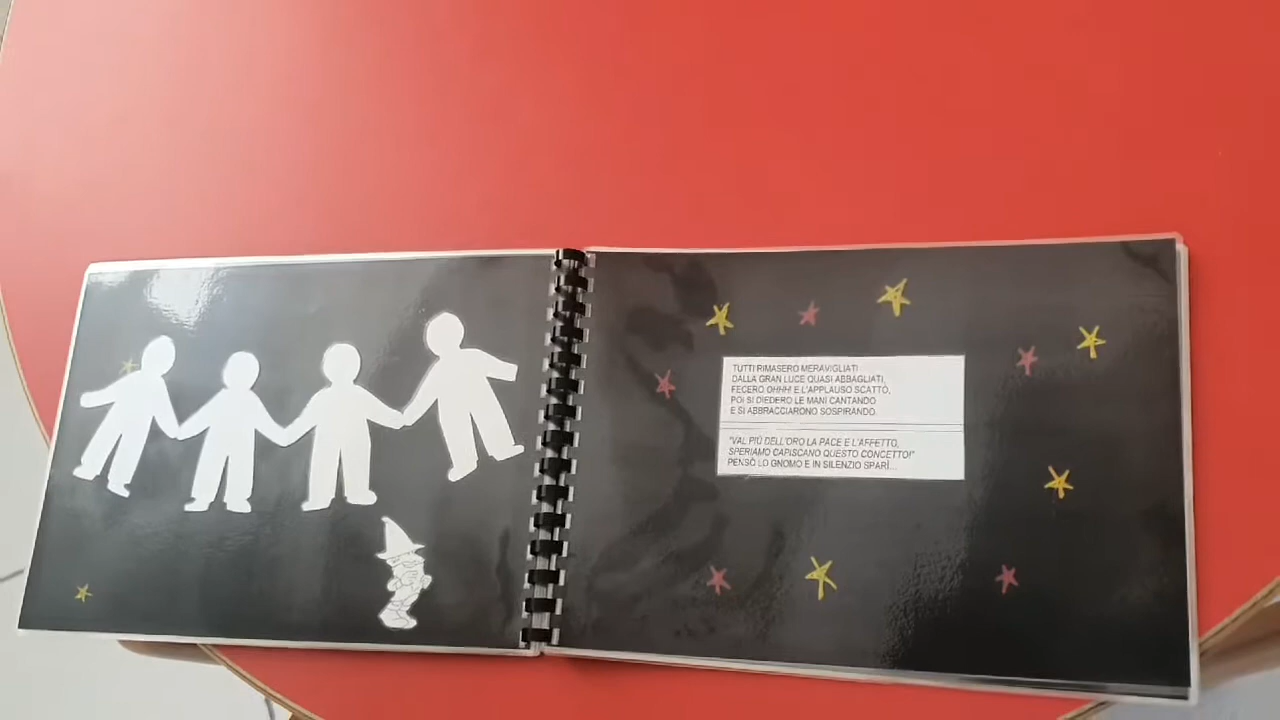 TUTTI RIMASERO MERAVIGLIATI
DALLA GRAN LUCE QUASI ABBAGLIATI,
FECERO OHHH E L'APPLAUSO SCATTÒ,
POI SI DIEDERO LE MANI CANTANDO
E SI ABBRACCIARONO SOSPIRANDO.
"VAL PIÙ DELL'ORO LA PACE E L'AFFETTO,
SPERIAMO CAPISCANO QUESTO CONCETTO!"
PENSÒ LO GNOMO E IN SILENZIO SPARÌ...